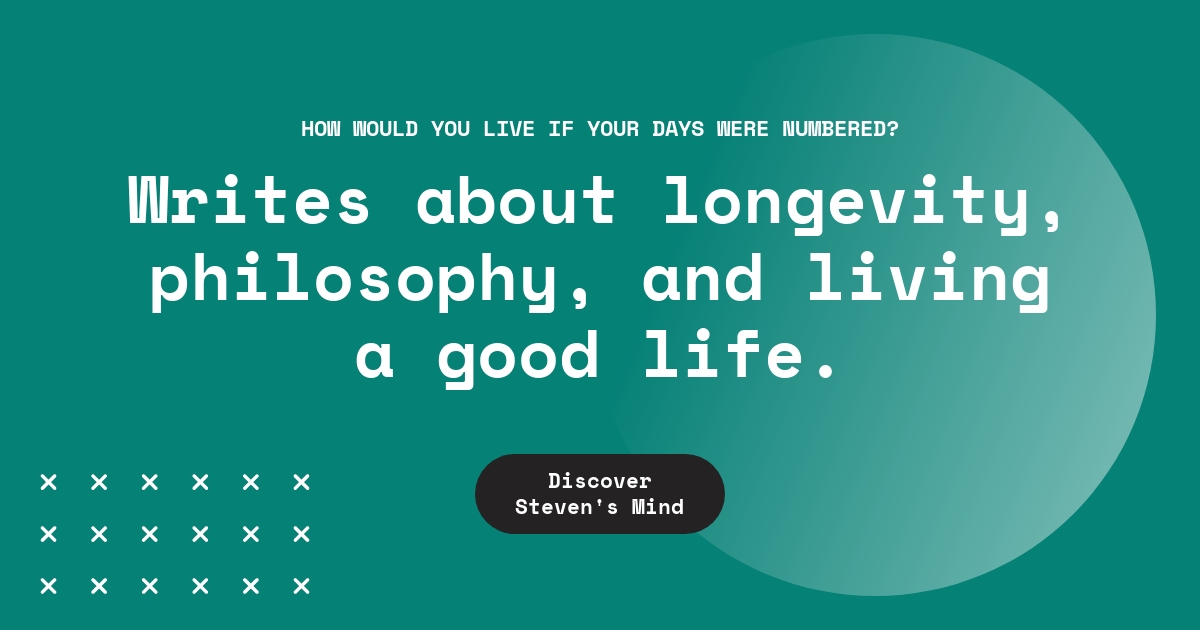 HOW WOULD YOU LIVE IF YOUR DAYS WERE NUMBERED?
Writes about longevity,
philosophy, and living
a good life.
Discover
Steven's Mind